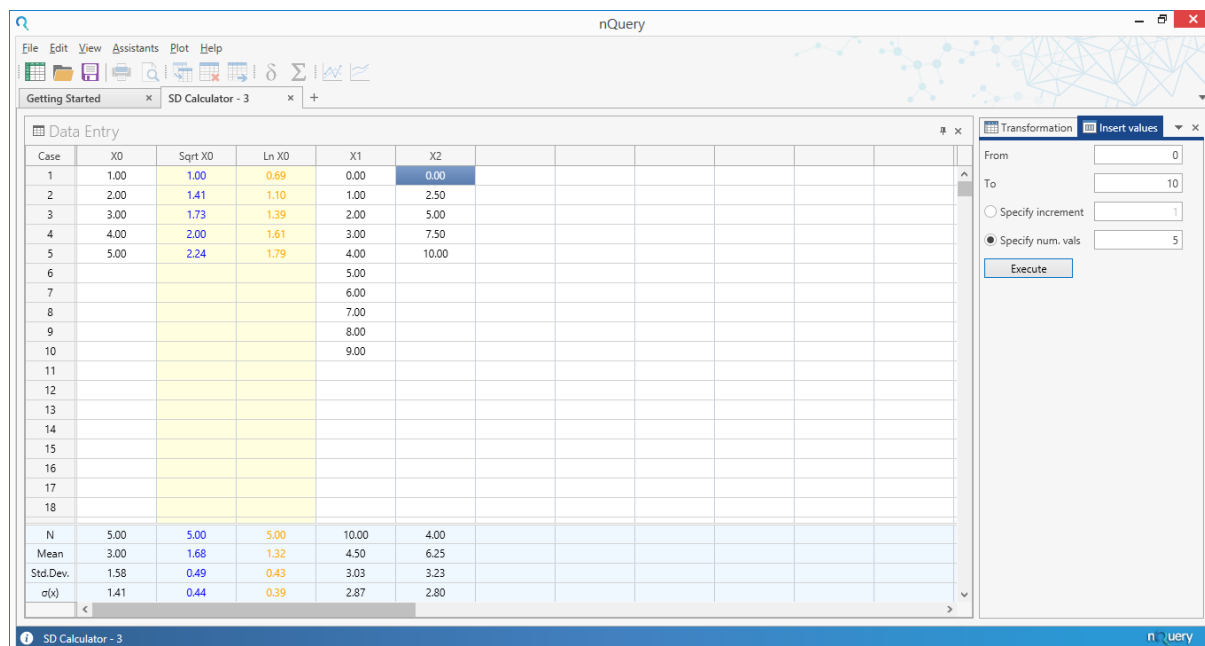 nQuery
File Edit View Assistants Plot Help
δ Σ
Getting Started × SD Calculator - 3 × +
Data Entry
Case X0 Sqrt X0 Ln X0 X1 X2
1 1.00 1.00 0.69 0.00 0.00
2 2.00 1.41 1.10 1.00 2.50
3 3.00 1.73 1.39 2.00 5.00
4 4.00 2.00 1.61 3.00 7.50
5 5.00 2.24 1.79 4.00 10.00
6 5.00
7 6.00
8 7.00
9 8.00
10 9.00
11
12
13
14
15
16
17
18
N 5.00 5.00 5.00 10.00 4.00
Mean 3.00 1.68 1.32 4.50 6.25
Std.Dev. 1.58 0.49 0.43 3.03 3.23
σ(x) 1.41 0.44 0.39 2.87 2.80
Transformation Insert values
From 0
To 10
Specify increment 1
Specify num. vals 5
Execute
SD Calculator - 3
nQuery